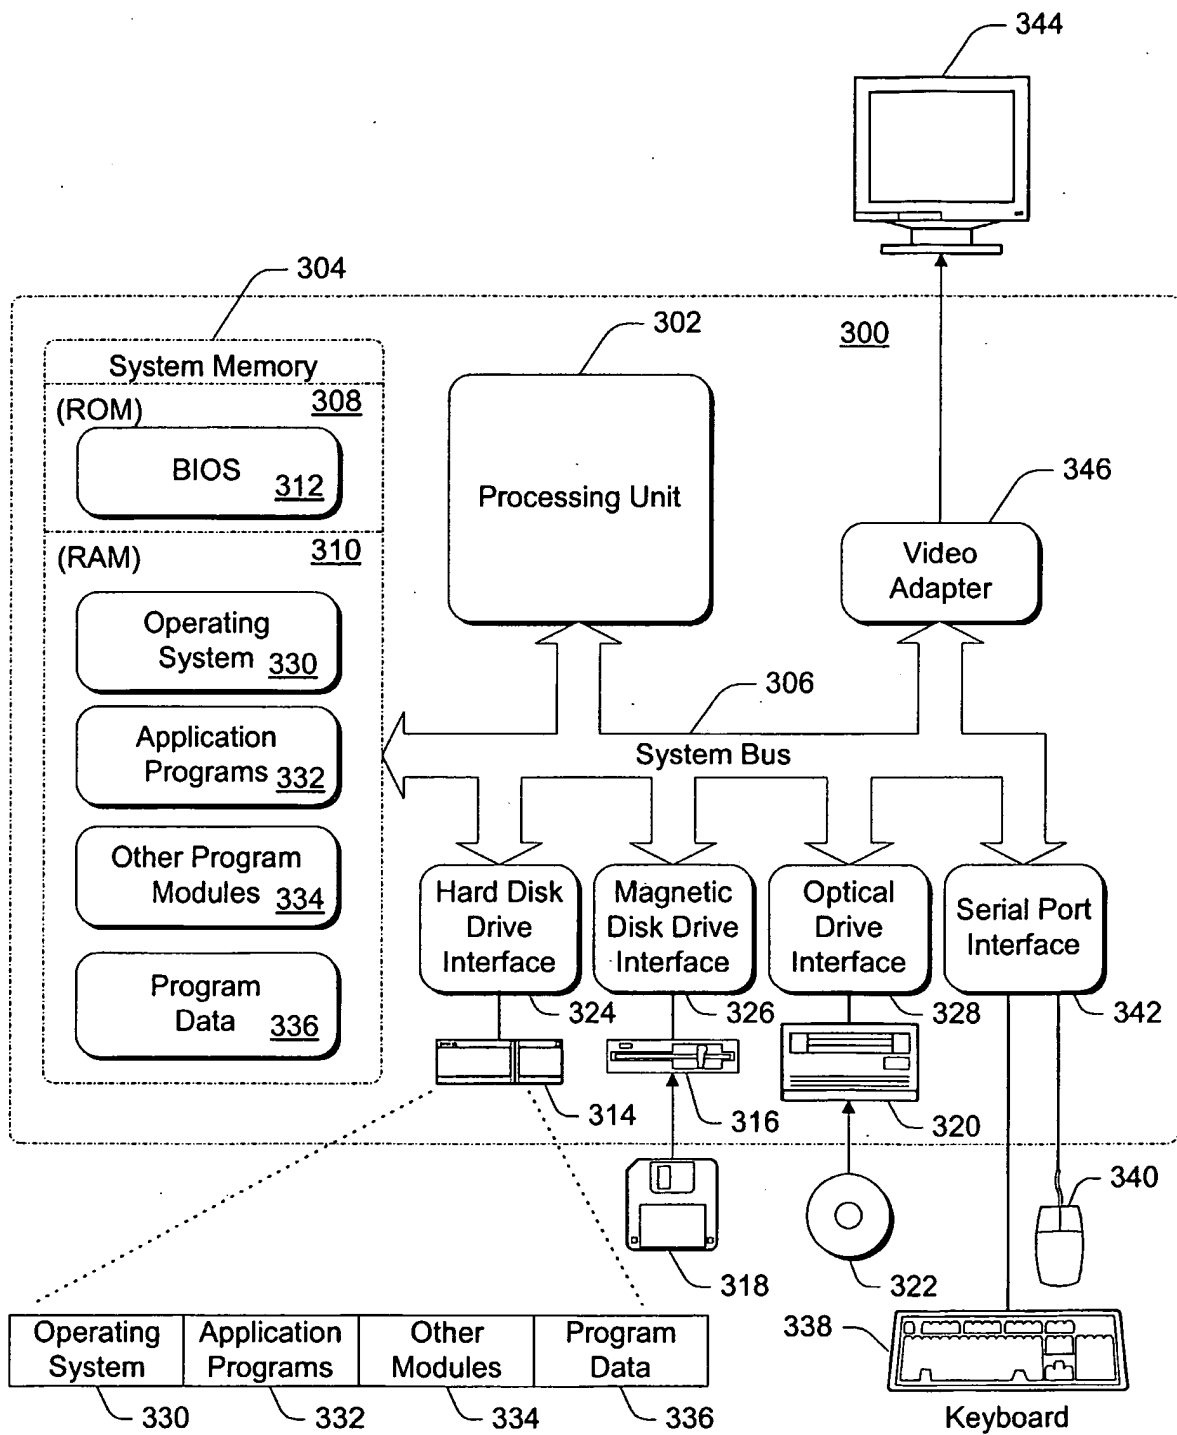 344
304
302
300
System Memory
(ROM)
308
BIOS
312
Processing Unit
346
Video
Adapter
(RAM)
310
Operating
System
330
306
System Bus
Application
Programs
332
Other Program
Modules
334
Program
Data
336
Hard Disk
Drive
Interface
Magnetic
Disk Drive
Interface
Optical
Drive
Interface
Serial Port
Interface
324
326
328
342
314
316
320
318
322
340
338
Operating
System
Application
Programs
Other
Modules
Program
Data
330
332
334
336
Keyboard